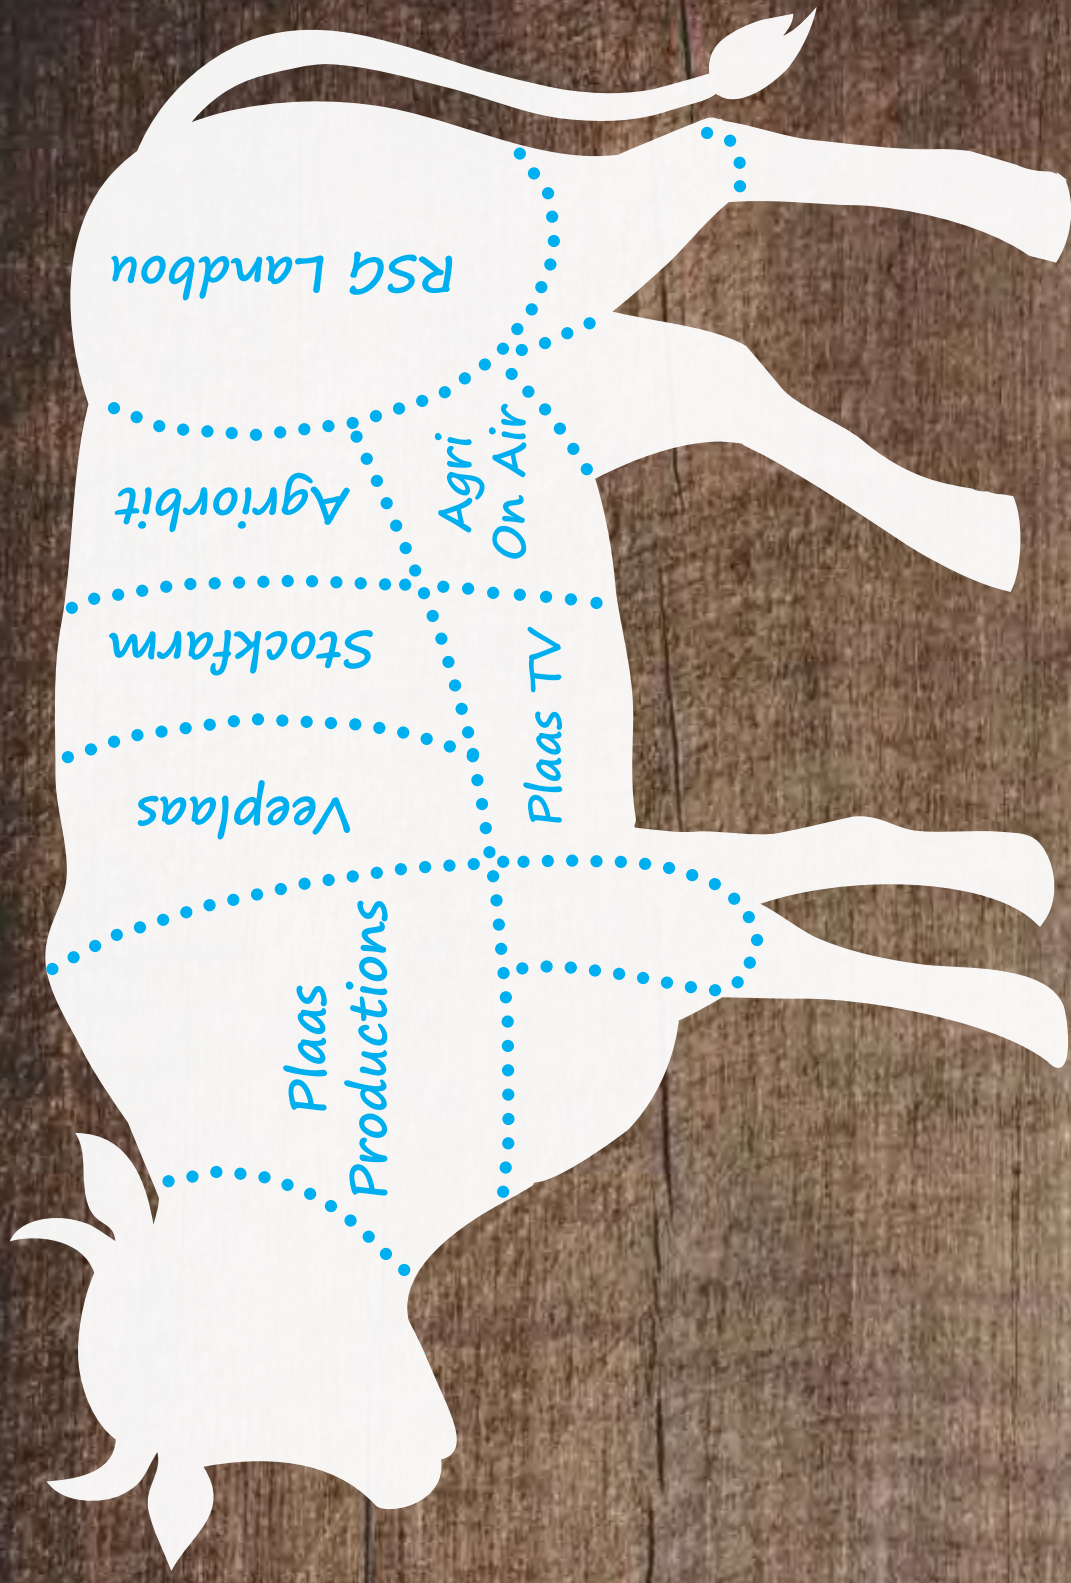 Plaas
Productions
Veeplaas
Stockfarm
Agriorbit
RSG Landbou
Plaas TV
Agri
On Air